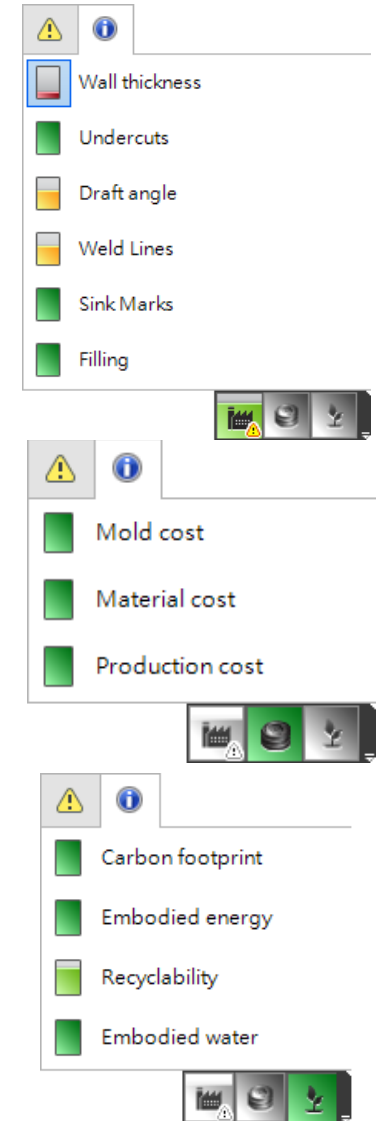 Wall thickness
Undercuts
Draft angle
Weld Lines
Sink Marks
Filling
Mold cost
Material cost
Production cost
Carbon footprint
Embodied energy
Recyclability
Embodied water